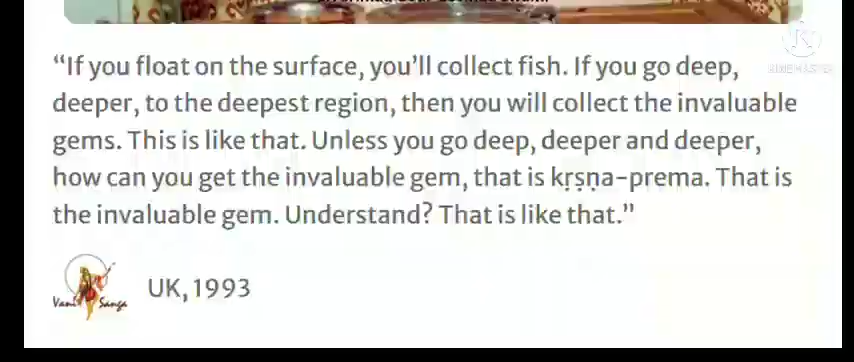 “If you float on the surface, you’ll collect fish. If you go deep,
deeper, to the deepest region, then you will collect the invaluable
gems. This is like that. Unless you go deep, deeper and deeper,
how can you get the invaluable gem, that is kṛṣṇa-prema. That is
the invaluable gem. Understand? That is like that.”
Vani Sanga
UK, 1993
KINEMASTER